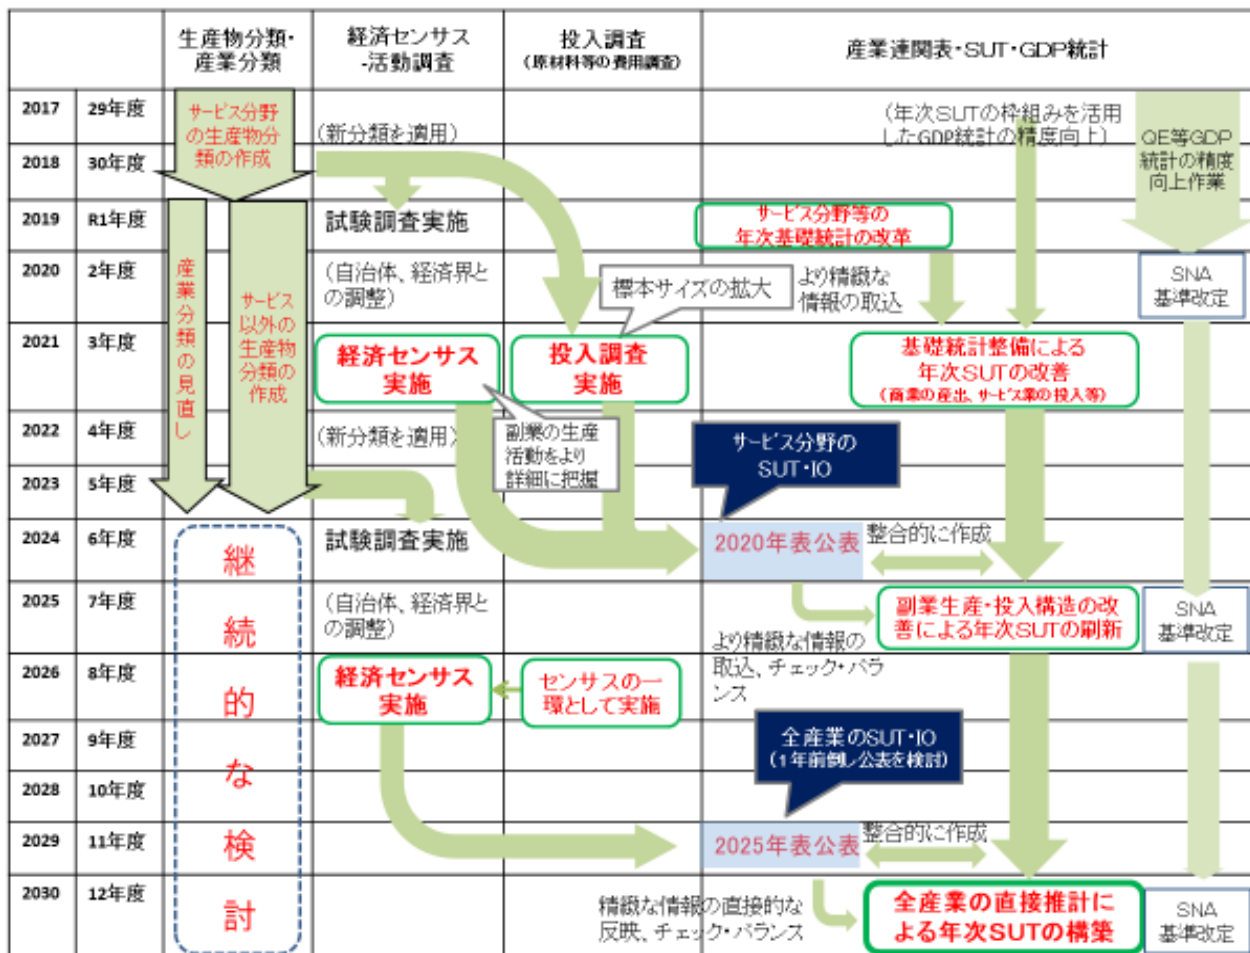 生産物分類・
産業分類
経済センサス
-活動調査
投入調査
(原材料等の費用調査)
産業連関表・SUT・GDP統計
2017 29年度
サービス分野
の生産物分
類の作成
(新分類を適用)
(年次SUTの枠組みを活用
したGDP統計の精度向上)
QE等GDP
統計の精度
向上作業
2018 30年度
2019 R1年度
試験調査実施
サービス分野等の
年次基礎統計の改革
2020 2年度
産業分類の見直し
サービス
以外の
生産物
分類の
作成
(自治体、経済界と
の調整)
標本サイズの拡大
より精緻な
情報の取込
SNA
基準改定
2021 3年度
経済センサス
実施
投入調査
実施
基礎統計整備による
年次SUTの改善
(商業の産出、サービス業の投入等)
2022 4年度
(新分類を適用)
副業の生産
活動をより
詳細に把握
サービス分野の
SUT・IO
2023 5年度
2024 6年度
継続的な検討
試験調査実施
2020年表公表
整合的に作成
2025 7年度
(自治体、経済界と
の調整)
副業生産・投入構造の改
善による年次SUTの刷新
SNA
基準改定
より精緻な情報の
取込、チェック・バラ
ンス
2026 8年度
経済センサス
実施
センサスの一
環として実施
2027 9年度
全産業のSUT・IO
(1年前倒し公表を検討)
2028 10年度
2029 11年度
2025年表公表
整合的に作成
2030 12年度
精緻な情報の直接的な
反映、チェック・バランス
全産業の直接推計に
よる年次SUTの構築
SNA
基準改定